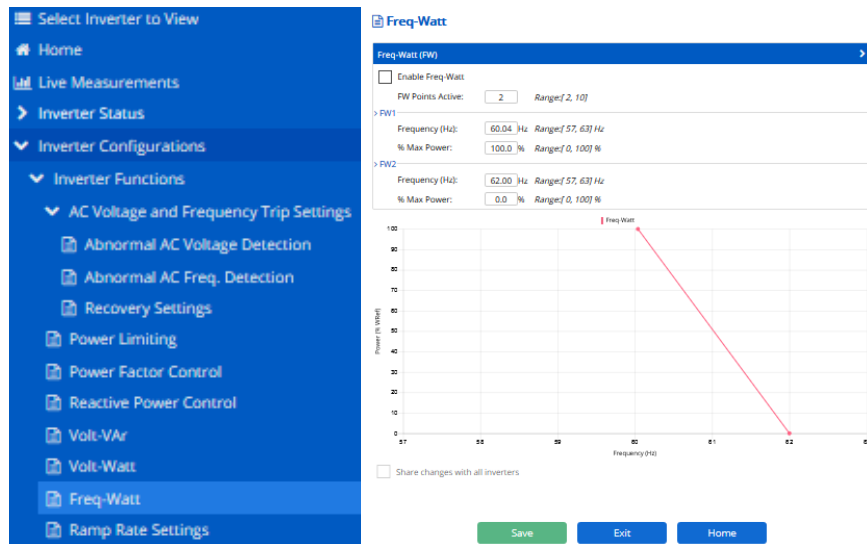 Select Inverter to View
Home
Live Measurements
Inverter Status
Inverter Configurations
Inverter Functions
AC Voltage and Frequency Trip Settings
Abnormal AC Voltage Detection
Abnormal AC Freq. Detection
Recovery Settings
Power Limiting
Power Factor Control
Reactive Power Control
Volt-VAr
Volt-Watt
Freq-Watt
Ramp Rate Settings
Freq-Watt
Freq-Watt (FW)
Enable Freq-Watt
FW Points Active: 2 Range:[ 2, 10]
FW1
Frequency (Hz): 60.04 Hz Range:[ 57, 63] Hz
% Max Power: 100.0 % Range:[ 0, 100] %
FW2
Frequency (Hz): 62.00 Hz Range:[ 57, 63] Hz
% Max Power: 0.0 % Range:[ 0, 100] %
Freq-Watt
100
90
80
70
60
50
40
30
20
10
0
Power (% WRef)
57 58 59 60 61 62
Frequency (Hz)
Share changes with all inverters
Save Exit Home